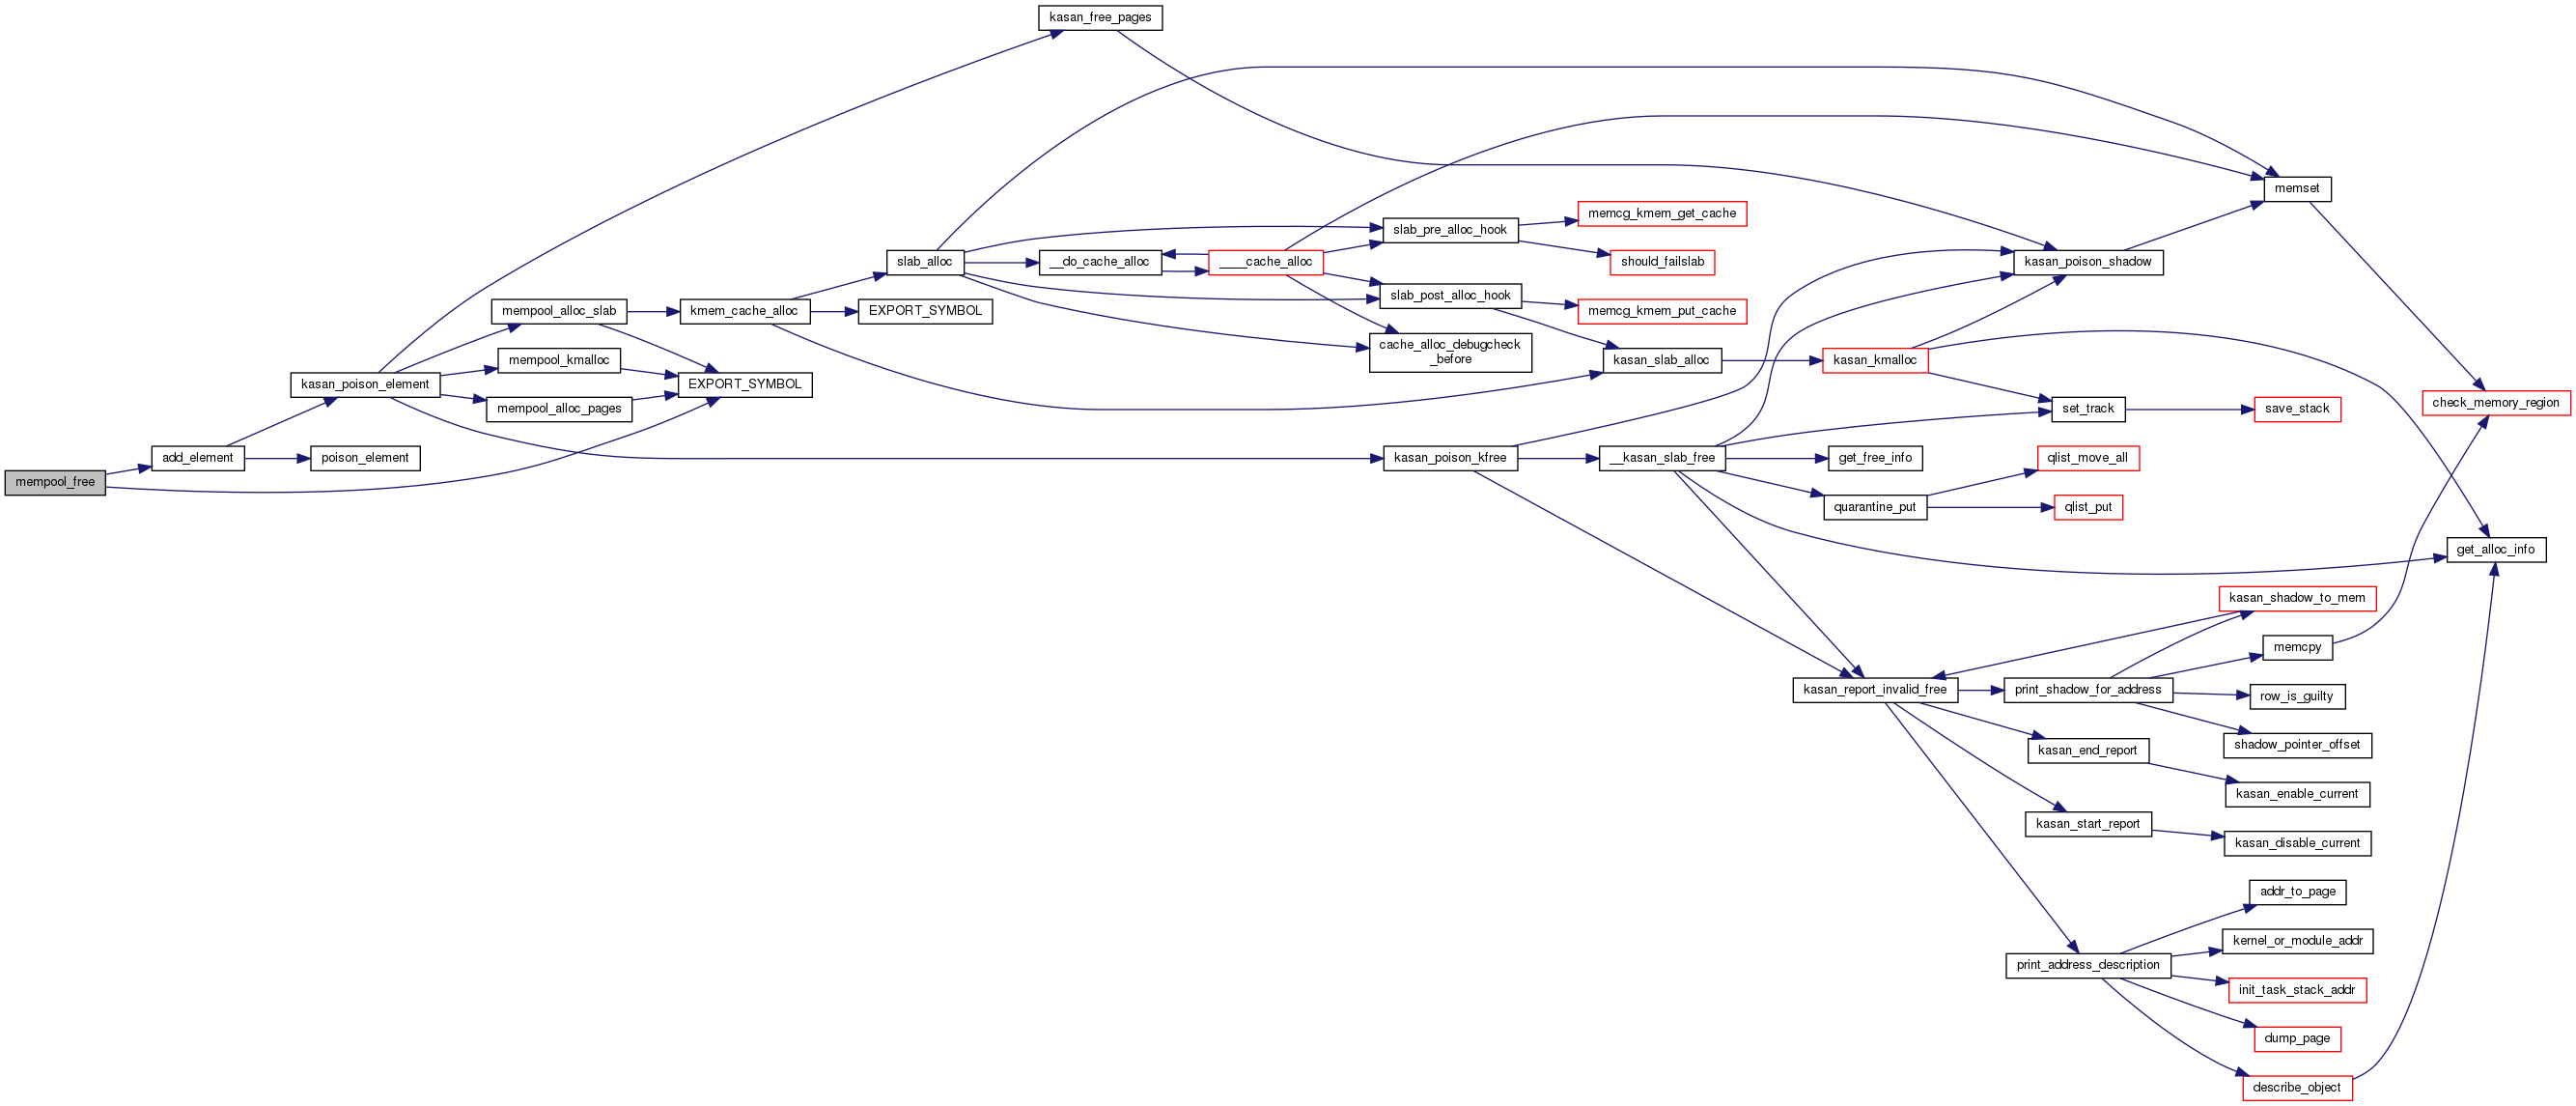 kasan_free_pages
memset
memcg_kmem_get_cache
slab_pre_alloc_hook
slab_alloc
__do_cache_alloc
____cache_alloc
should_failslab
kasan_poison_shadow
slab_post_alloc_hook
mempool_alloc_slab
kmem_cache_alloc
EXPORT_SYMBOL
memcg_kmem_put_cache
cache_alloc_debugcheck
_before
mempool_kmalloc
kasan_slab_alloc
kasan_kmalloc
kasan_poison_element
EXPORT_SYMBOL
mempool_alloc_pages
set_track
save_stack
check_memory_region
add_element
poison_element
kasan_poison_kfree
__kasan_slab_free
get_free_info
qlist_move_all
mempool_free
quarantine_put
qlist_put
get_alloc_info
kasan_shadow_to_mem
memcpy
kasan_report_invalid_free
print_shadow_for_address
row_is_guilty
kasan_end_report
shadow_pointer_offset
kasan_enable_current
kasan_start_report
kasan_disable_current
addr_to_page
kernel_or_module_addr
print_address_description
init_task_stack_addr
dump_page
describe_object